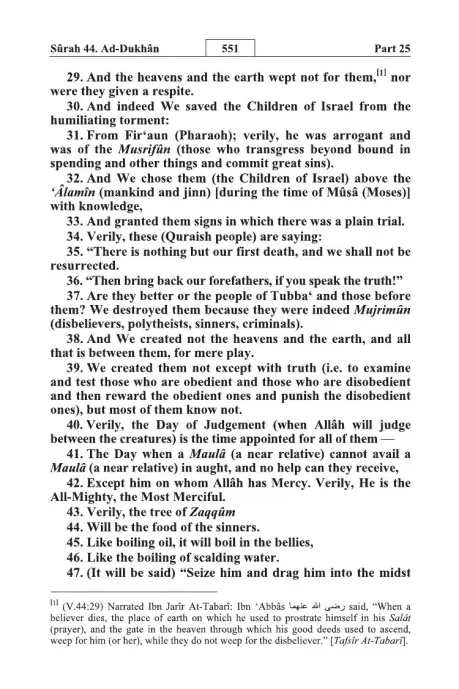 Sûrah 44. Ad-Dukhân 551 Part 25
29. And the heavens and the earth wept not for them,[1] nor
were they given a respite.
30. And indeed We saved the Children of Israel from the
humiliating torment:
31. From Fir‘aun (Pharaoh); verily, he was arrogant and
was of the Musrifûn (those who transgress beyond bound in
spending and other things and commit great sins).
32. And We chose them (the Children of Israel) above the
‘Âlamîn (mankind and jinn) [during the time of Mûsâ (Moses)]
with knowledge,
33. And granted them signs in which there was a plain trial.
34. Verily, these (Quraish people) are saying:
35. “There is nothing but our first death, and we shall not be
resurrected.
36. “Then bring back our forefathers, if you speak the truth!”
37. Are they better or the people of Tubba‘ and those before
them? We destroyed them because they were indeed Mujrimûn
(disbelievers, polytheists, sinners, criminals).
38. And We created not the heavens and the earth, and all
that is between them, for mere play.
39. We created them not except with truth (i.e. to examine
and test those who are obedient and those who are disobedient
and then reward the obedient ones and punish the disobedient
ones), but most of them know not.
40. Verily, the Day of Judgement (when Allâh will judge
between the creatures) is the time appointed for all of them —
41. The Day when a Maulâ (a near relative) cannot avail a
Maulâ (a near relative) in aught, and no help can they receive,
42. Except him on whom Allâh has Mercy. Verily, He is the
All-Mighty, the Most Merciful.
43. Verily, the tree of Zaqqûm
44. Will be the food of the sinners.
45. Like boiling oil, it will boil in the bellies,
46. Like the boiling of scalding water.
47. (It will be said) “Seize him and drag him into the midst
[1] (V.44:29) Narrated Ibn Jarîr At-Tabarî: Ibn ‘Abbâs رضى الله عنهما said, “When a
believer dies, the place of earth on which he used to prostrate himself in his Salât
(prayer), and the gate in the heaven through which his good deeds used to ascend,
weep for him (or her), while they do not weep for the disbeliever.” [Tafsîr At-Tabarî].